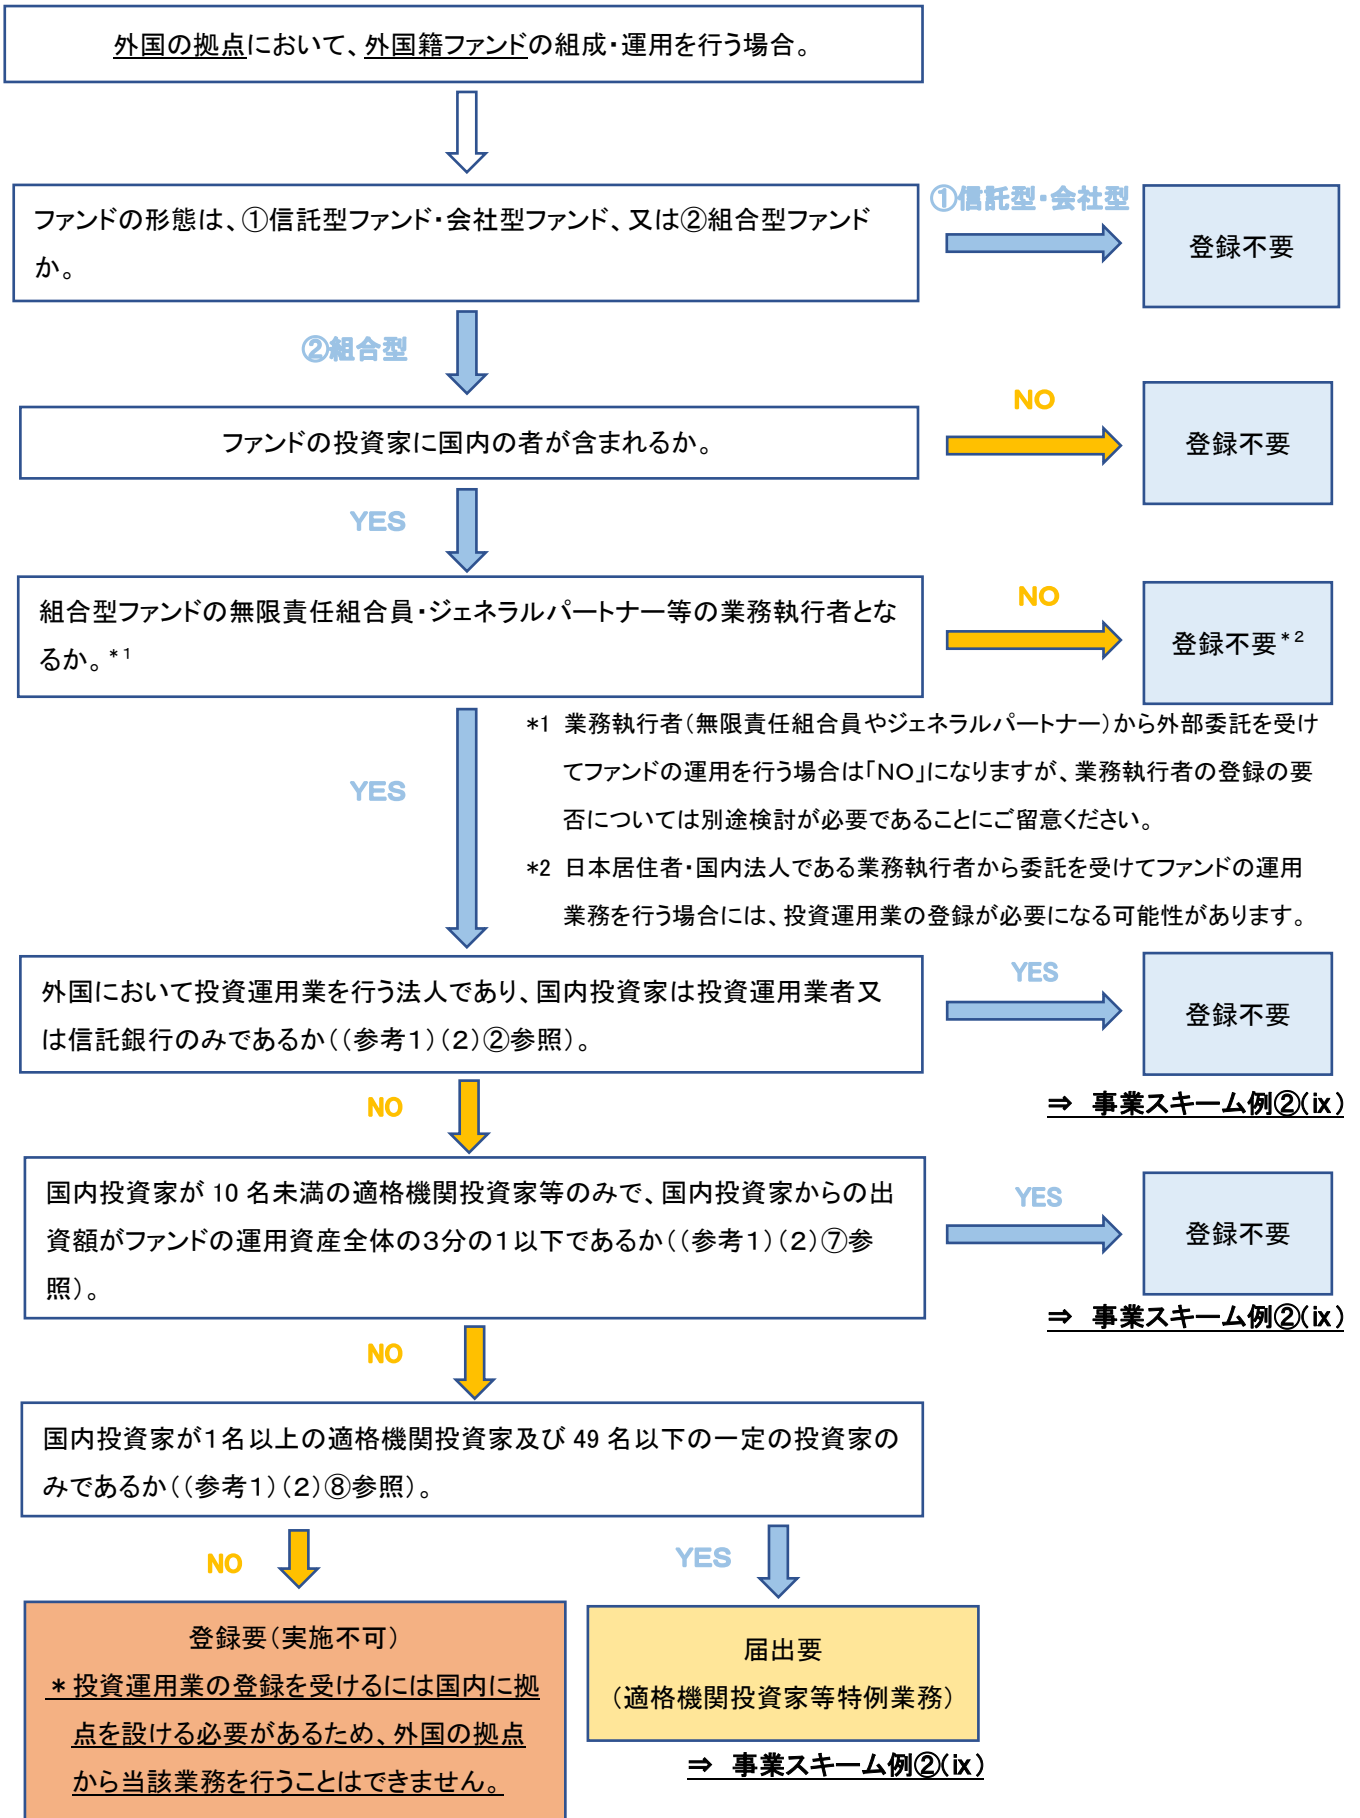 外国の拠点において、外国籍ファンドの組成・運用を行う場合。
ファンドの形態は、①信託型ファンド・会社型ファンド、又は②組合型ファンド
か。
①信託型・会社型
登録不要
②組合型
ファンドの投資家に国内の者が含まれるか。
NO
登録不要
YES
組合型ファンドの無限責任組合員・ジェネラルパートナー等の業務執行者とな
るか。*1
NO
登録不要*2
*1 業務執行者（無限責任組合員やジェネラルパートナー）から外部委託を受け
てファンドの運用を行う場合は「NO」になりますが、業務執行者の登録の要
否については別途検討が必要であることにご留意ください。
*2 日本居住者・国内法人である業務執行者から委託を受けてファンドの運用
業務を行う場合には、投資運用業の登録が必要になる可能性があります。
YES
外国において投資運用業を行う法人であり、国内投資家は投資運用業者又
は信託銀行のみであるか（（参考１）（２）②参照）。
YES
登録不要
⇒ 事業スキーム例②(ⅸ)
NO
国内投資家が 10 名未満の適格機関投資家等のみで、国内投資家からの出
資額がファンドの運用資産全体の３分の１以下であるか（（参考１）（２）⑦参
照）。
YES
登録不要
⇒ 事業スキーム例②(ⅸ)
NO
国内投資家が１名以上の適格機関投資家及び 49 名以下の一定の投資家の
みであるか（（参考１）（２）⑧参照）。
NO
YES
登録要（実施不可）
＊投資運用業の登録を受けるには国内に拠
点を設ける必要があるため、外国の拠点
から当該業務を行うことはできません。
届出要
（適格機関投資家等特例業務）
⇒ 事業スキーム例②(ⅸ)